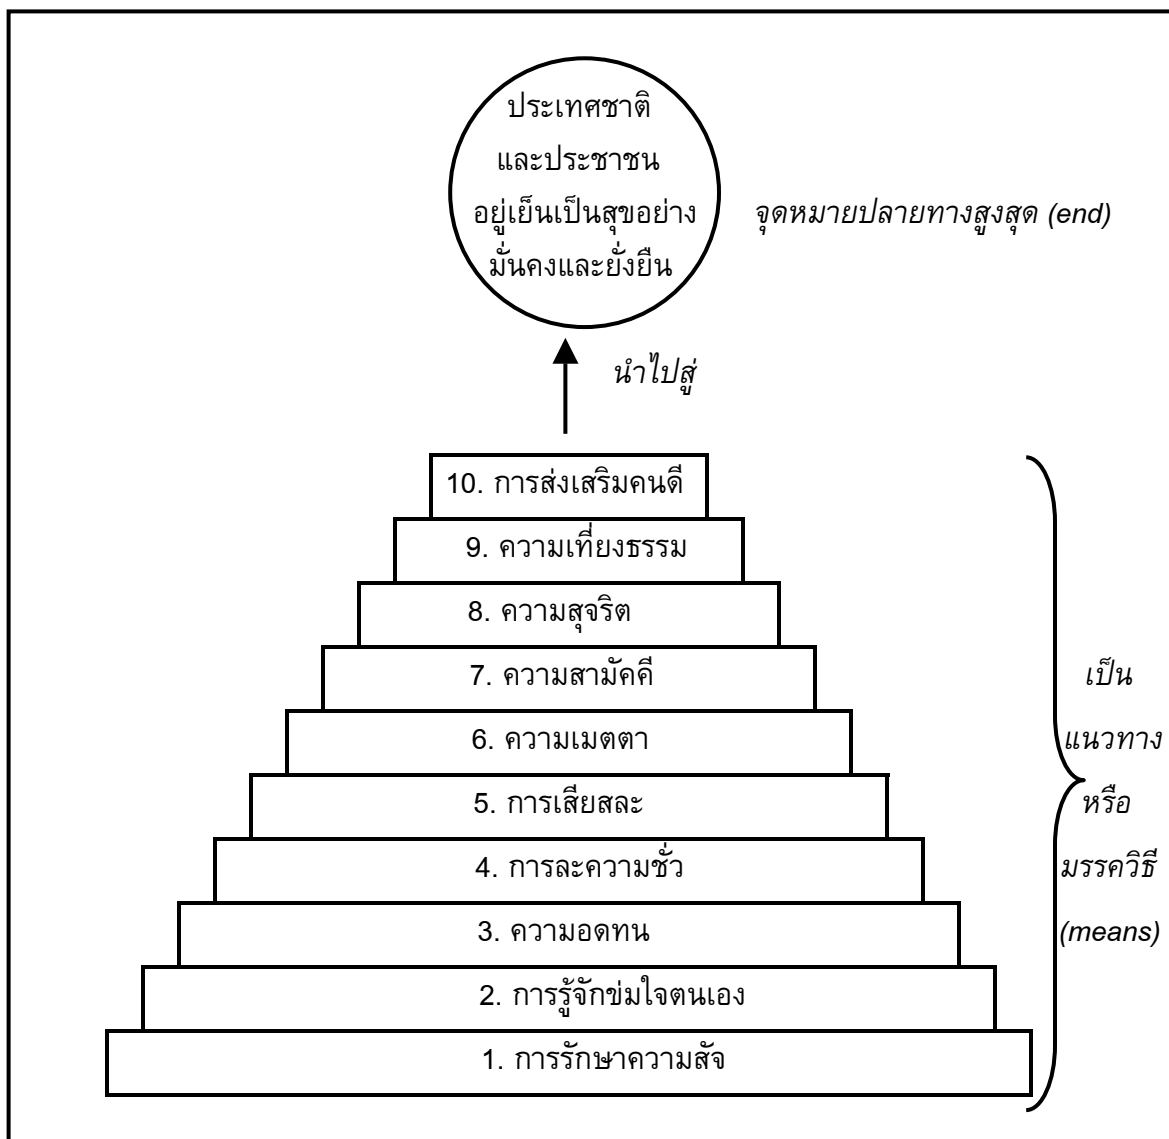 ประเทศชาติ
และประชาชน
อยู่เย็นเป็นสุขอย่าง
มั่นคงและยั่งยืน
จุดหมายปลายทางสูงสุด (end)
นำไปสู่
10. การส่งเสริมคนดี
9. ความเที่ยงธรรม
8. ความสุจริต
7. ความสามัคคี
6. ความเมตตา
5. การเสียสละ
4. การละความชั่ว
3. ความอดทน
2. การรู้จักข่มใจตนเอง
1. การรักษาความสัจ
เป็น
แนวทาง
หรือ
มรรควิธี
(means)